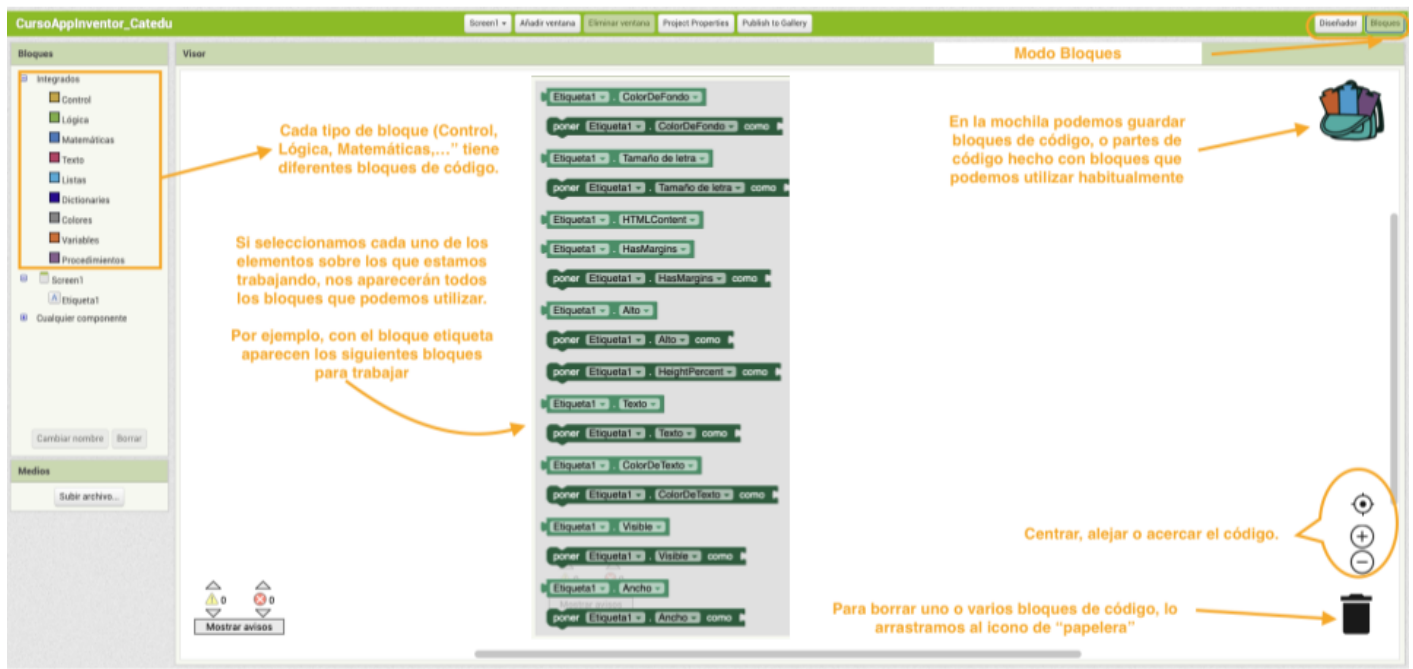 CursoAppInventor_Catedu
Screen1
Añadir ventana
Eliminar ventana
Project Properties
Publish to Gallery
Diseñador
Bloques
Bloques
Visor
Modo Bloques
Integrados
Control
Lógica
Matemáticas
Texto
Listas
Dictionaries
Colores
Variables
Procedimientos
Screen1
Etiqueta1
Cualquier componente
Cambiar nombre
Borrar
Medios
Subir archivo...
Cada tipo de bloque (Control,
Lógica, Matemáticas,...” tiene
diferentes bloques de código.
Si seleccionamos cada uno de los
elementos sobre los que estamos
trabajando, nos aparecerán todos
los bloques que podemos utilizar.
Por ejemplo, con el bloque etiqueta
aparecen los siguientes bloques
para trabajar
Etiqueta1 . ColorDeFondo
poner Etiqueta1 . ColorDeFondo como
Etiqueta1 . Tamaño de letra
poner Etiqueta1 . Tamaño de letra como
Etiqueta1 . HTMLContent
Etiqueta1 . HasMargins
poner Etiqueta1 . HasMargins como
Etiqueta1 . Alto
poner Etiqueta1 . Alto como
poner Etiqueta1 . HeightPercent como
Etiqueta1 . Texto
poner Etiqueta1 . Texto como
Etiqueta1 . ColorDeTexto
poner Etiqueta1 . ColorDeTexto como
Etiqueta1 . Visible
poner Etiqueta1 . Visible como
Etiqueta1 . Ancho
Mostrar avisos
poner Etiqueta1 . Ancho como
En la mochila podemos guardar
bloques de código, o partes de
código hecho con bloques que
podemos utilizar habitualmente
Centrar, alejar o acercar el código.
Para borrar uno o varios bloques de código, lo
arrastramos al icono de “papelera”
0
0
Mostrar avisos